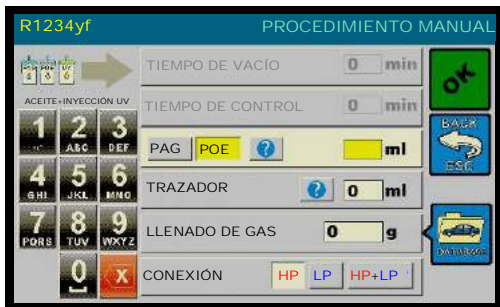 R1234yf PROCEDIMIENTO MANUAL
TIEMPO DE VACÍO 0 min
OK
ACEITE+INYECCIÓN UV
TIEMPO DE CONTROL 0 min
1 2 ABC 3 DEF
PAG POE ? ml
BACK
ESC
4 GHI 5 JKL 6 MNO
TRAZADOR ? 0 ml
7 PQRS 8 TUV 9 WXYZ
LLENADO DE GAS 0 g
DATABASE
0 X
CONEXIÓN HP LP HP+LP